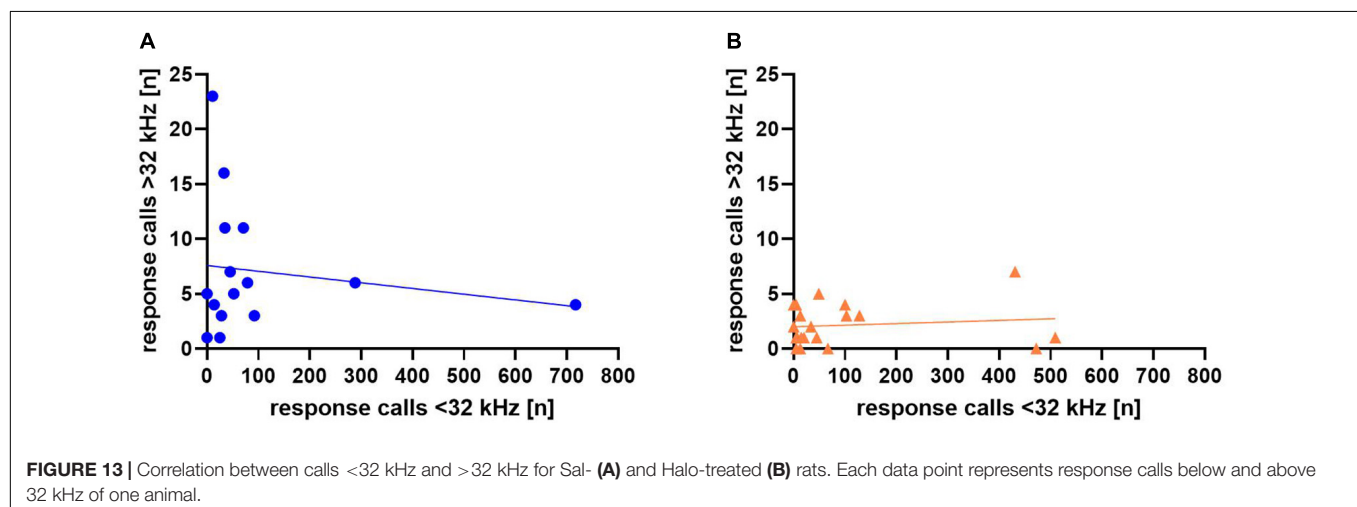 A
B
response calls >32 kHz [n]
25
20
15
10
5
0
0 100 200 300 400 500 600 700 800
response calls <32 kHz [n]
response calls >32 kHz [n]
25
20
15
10
5
0
0 100 200 300 400 500 600 700 800
response calls <32 kHz [n]
FIGURE 13 | Correlation between calls <32 kHz and >32 kHz for Sal- (A) and Halo-treated (B) rats. Each data point represents response calls below and above
32 kHz of one animal.